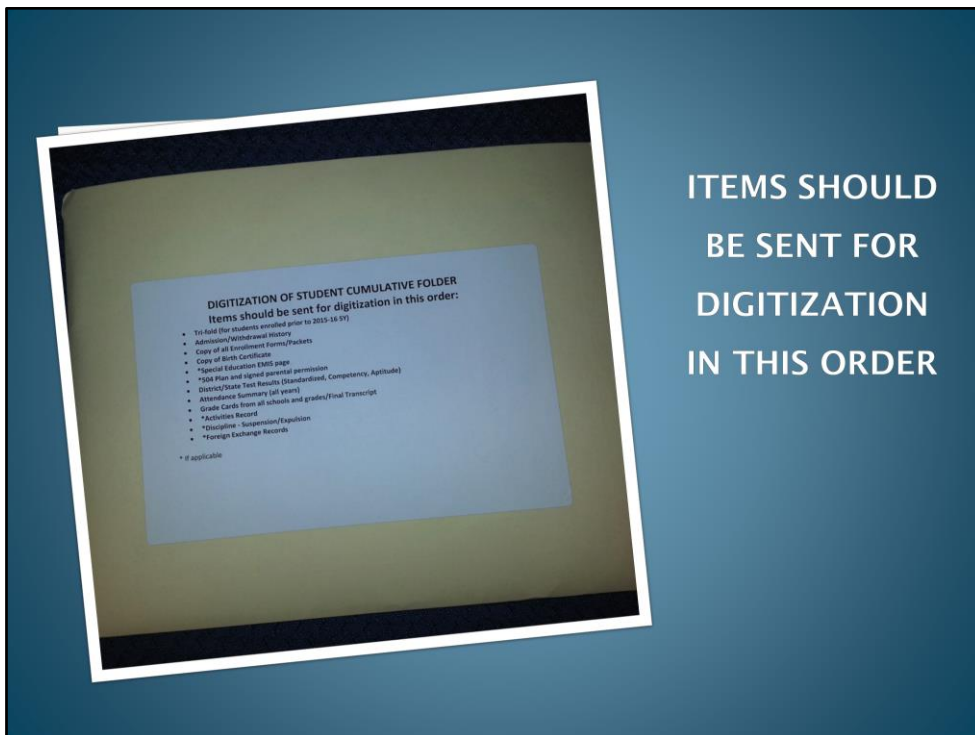 DIGITIZATION OF STUDENT CUMULATIVE FOLDER
Items should be sent for digitization in this order:
• Tri-fold (for students enrolled prior to 2015-16 SY)
• Admission/Withdrawal History
• Copy of all Enrollment Forms/Packets
• Copy of Birth Certificate
• *Special Education EMIS page
• *504 Plan and signed parental permission
• District/State Test Results (Standardized, Competency, Aptitude)
• Attendance Summary (all years)
• Grade Cards from all schools and grades/Final Transcript
• *Activities Record
• *Discipline - Suspension/Expulsion
• *Foreign Exchange Records
* If applicable
ITEMS SHOULD
BE SENT FOR
DIGITIZATION
IN THIS ORDER